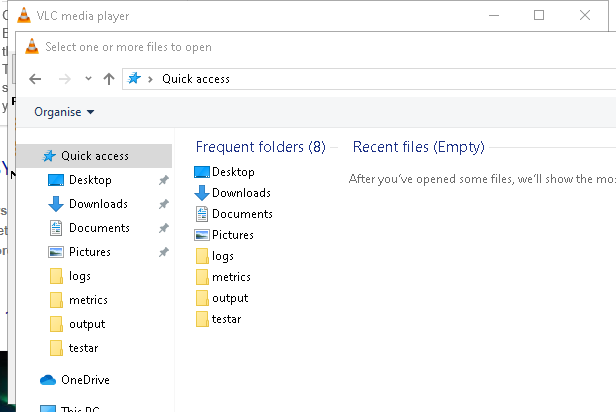 VLC media player
Select one or more files to open
Quick access
Organise
Quick access
Desktop
Downloads
Documents
Pictures
logs
metrics
output
testar
OneDrive
This PC
Frequent folders (8)
Desktop
Downloads
Documents
Pictures
logs
metrics
output
testar
Recent files (Empty)
After you've opened some files, we'll show the mos